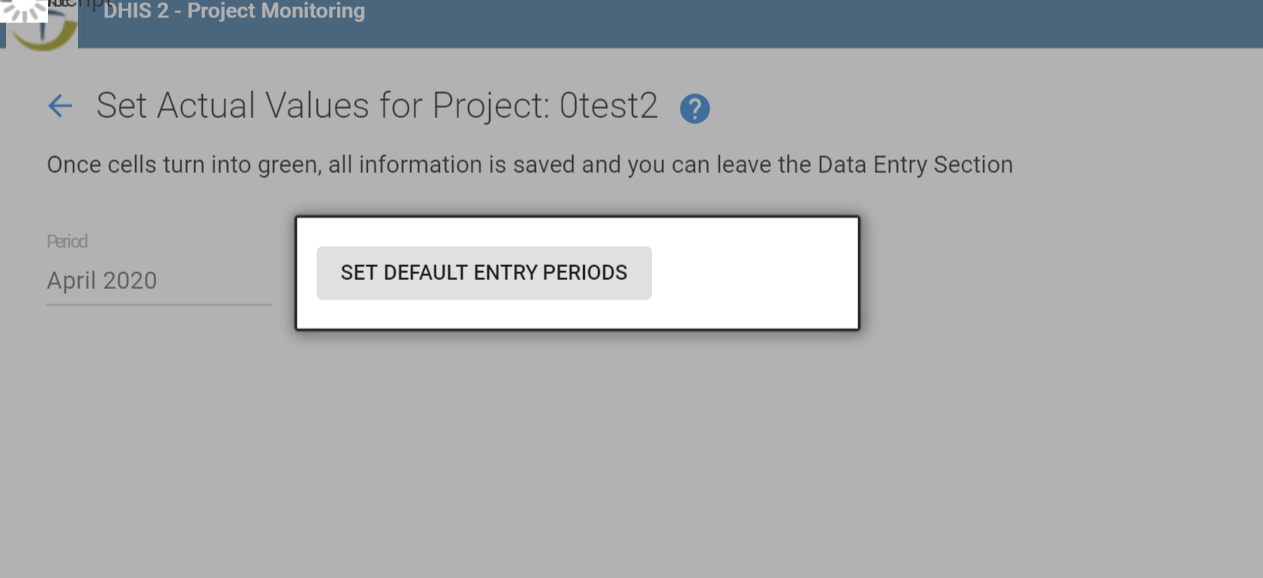 DHIS 2 - Project Monitoring
Set Actual Values for Project: 0test2
?
Once cells turn into green, all information is saved and you can leave the Data Entry Section
Period
April 2020
SET DEFAULT ENTRY PERIODS